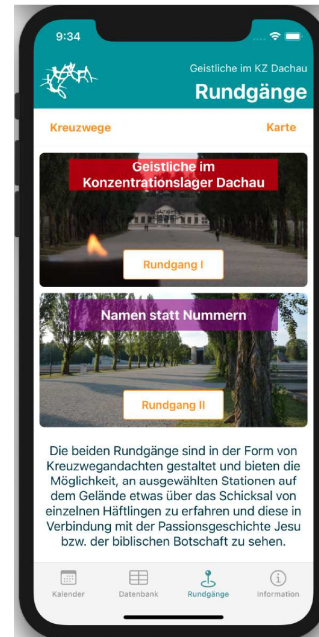 9:34
Geistliche im KZ Dachau
Rundgänge
Kreuzwege
Karte
Geistliche im
Konzentrationslager Dachau
Rundgang I
Namen statt Nummern
Rundgang II
Die beiden Rundgänge sind in der Form von
Kreuzwegandachten gestaltet und bieten die
Möglichkeit, an ausgewählten Stationen auf
dem Gelände etwas über das Schicksal von
einzelnen Häftlingen zu erfahren und diese in
Verbindung mit der Passionsgeschichte Jesu
bzw. der biblischen Botschaft zu sehen.
Kalender
Datenbank
Rundgänge
Information